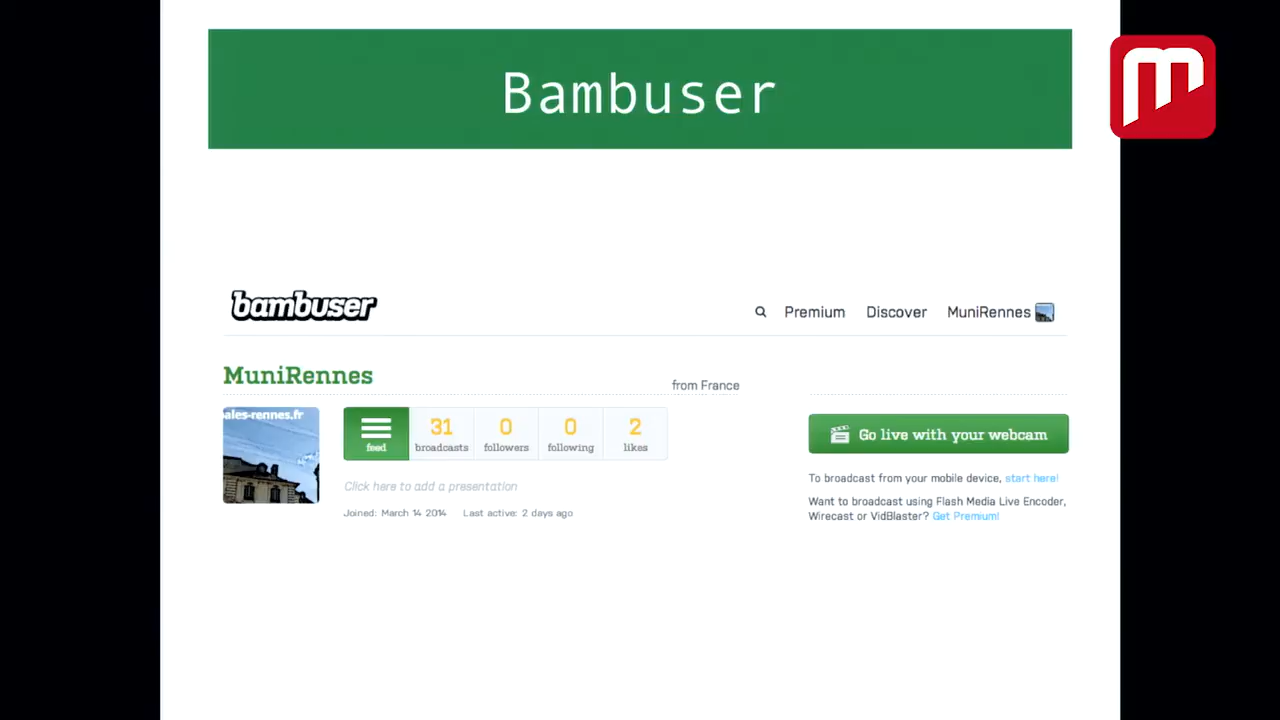 Bambuser
bambuser
Premium Discover MuniRennes
MuniRennes
from France
ales-rennes.fr
feed
31 broadcasts
0 followers
0 following
2 likes
Go live with your webcam
Click here to add a presentation
Joined: March 14 2014 Last active: 2 days ago
To broadcast from your mobile device, start here!
Want to broadcast using Flash Media Live Encoder,
Wirecast or VidBlaster? Get Premium!